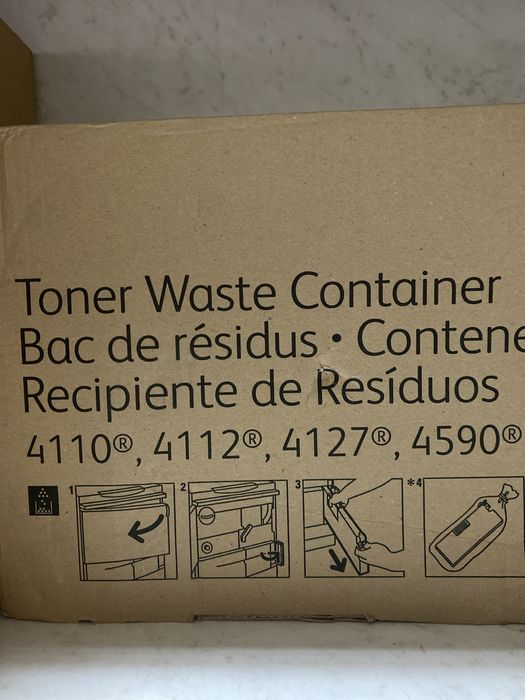 Toner Waste Container
Bac de résidus • Contene
Recipiente de Resíduos
4110®, 4112®, 4127®, 4590®
1 2 3 *4